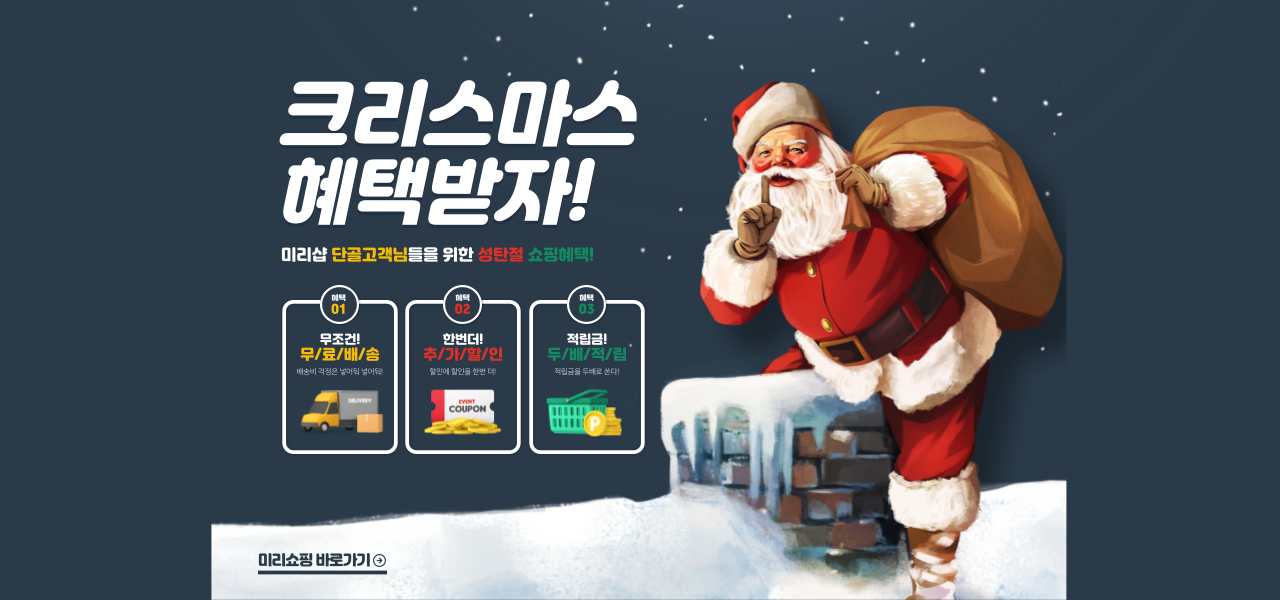 크리스마스
혜택받자!
미리샵 단골고객님들을 위한 성탄절 쇼핑혜택!
혜택
01
무조건!
무/료/배/송
배송비 걱정은 넣어둬 넣어둬!
DELIVERY
혜택
02
한번더!
추/가/할/인
할인에 할인을 한번 더!
EVENT
COUPON
혜택
03
적립금!
두/배/적/립
적립금을 두배로 쏜다!
P
미리쇼핑 바로가기